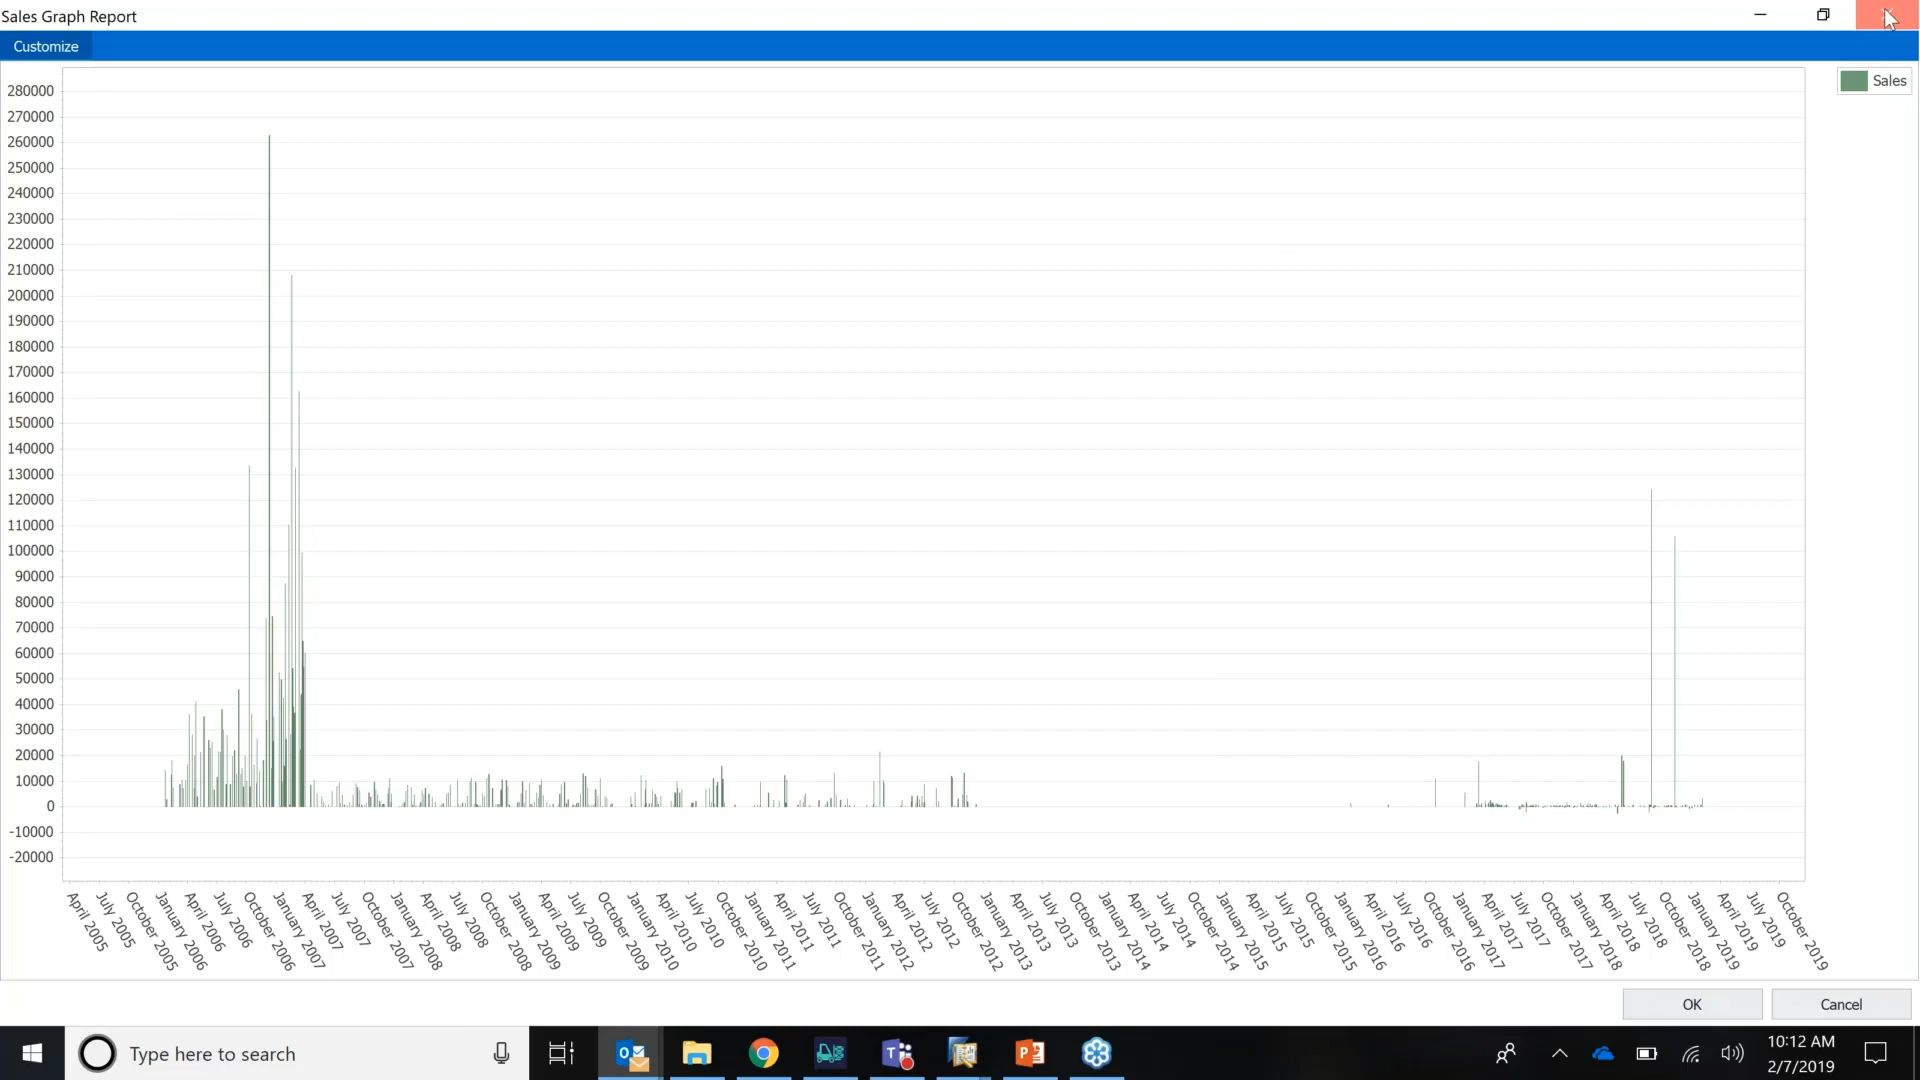 Sales Graph Report
Customize
Sales
280000
270000
260000
250000
240000
230000
220000
210000
200000
190000
180000
170000
160000
150000
140000
130000
120000
110000
100000
90000
80000
70000
60000
50000
40000
30000
20000
10000
0
-10000
-20000
April 2005
July 2005
October 2005
January 2006
April 2006
July 2006
October 2006
January 2007
April 2007
July 2007
October 2007
January 2008
April 2008
July 2008
October 2008
January 2009
April 2009
July 2009
October 2009
January 2010
April 2010
July 2010
October 2010
January 2011
April 2011
July 2011
October 2011
January 2012
April 2012
July 2012
October 2012
January 2013
April 2013
July 2013
October 2013
January 2014
April 2014
July 2014
October 2014
January 2015
April 2015
July 2015
October 2015
January 2016
April 2016
July 2016
October 2016
January 2017
April 2017
July 2017
October 2017
January 2018
April 2018
July 2018
October 2018
January 2019
April 2019
July 2019
October 2019
OK
Cancel
Type here to search
10:12 AM
2/7/2019